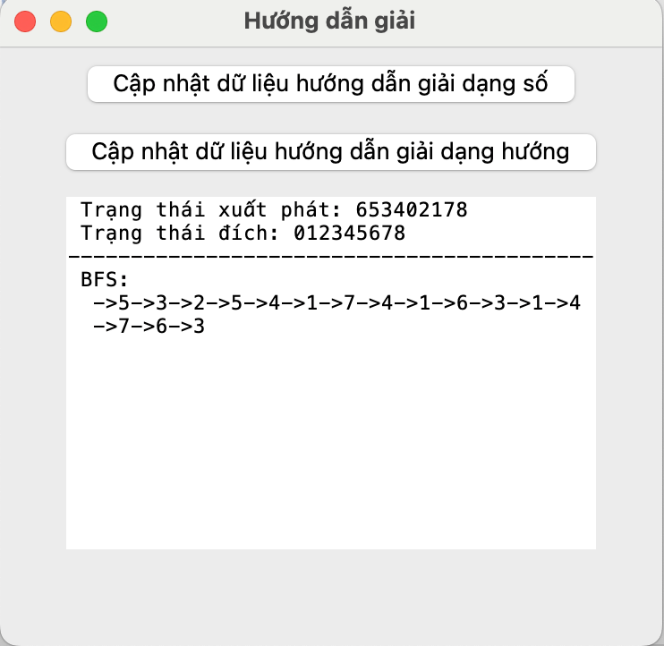 Hướng dẫn giải
Cập nhật dữ liệu hướng dẫn giải dạng số
Cập nhật dữ liệu hướng dẫn giải dạng hướng
Trạng thái xuất phát: 653402178
Trạng thái đích: 012345678
------------------------------------------
BFS:
->5->3->2->5->4->1->7->4->1->6->3->1->4
->7->6->3